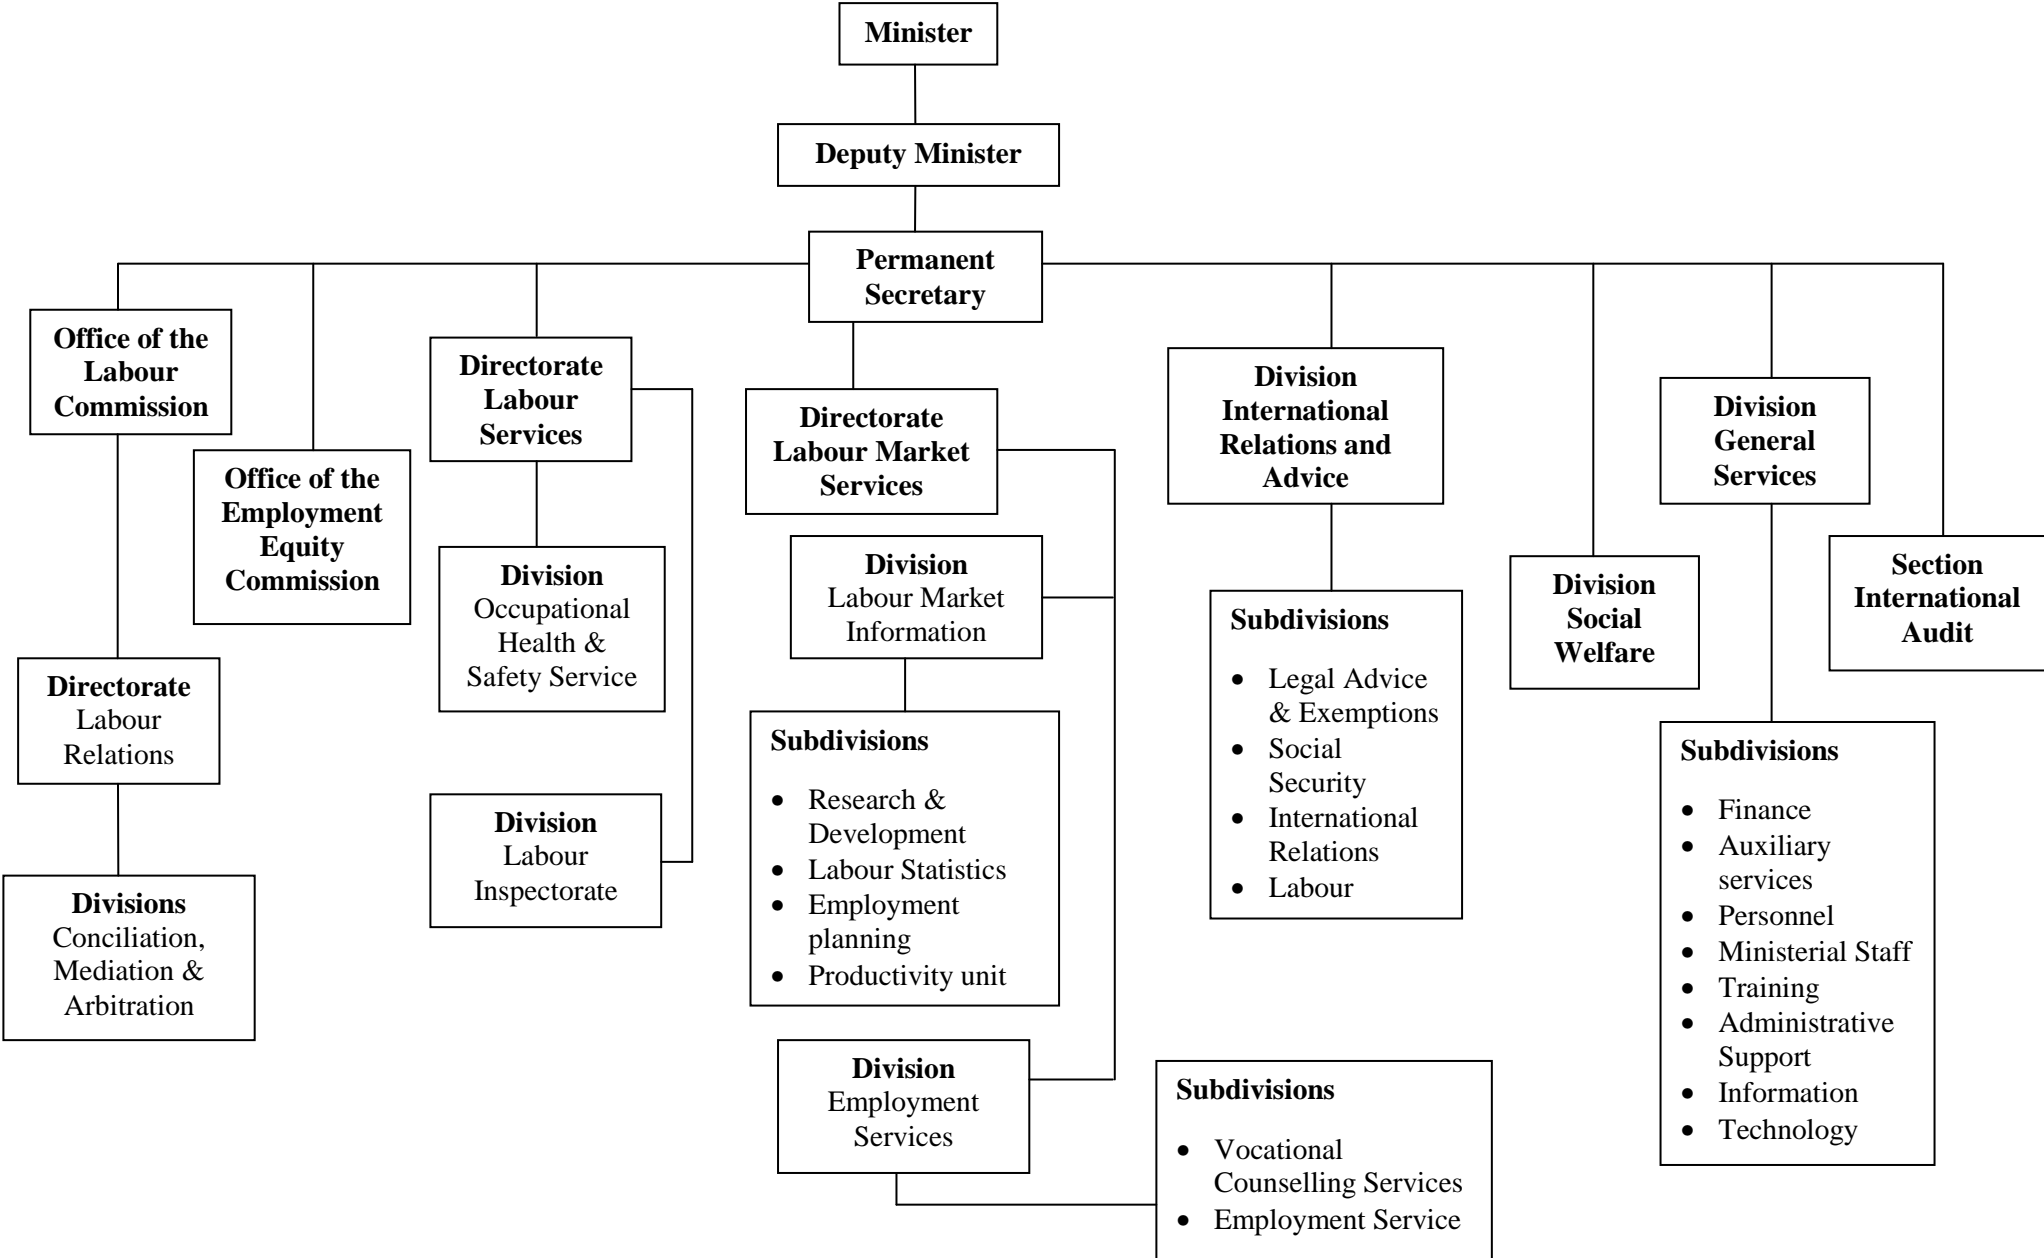 Minister
Deputy Minister
Permanent
Secretary
Office of the
Labour
Commission
Office of the
Employment
Equity
Commission
Directorate
Labour
Services
Directorate
Labour Market
Services
Division
International
Relations and
Advice
Division
General
Services
Division
Social
Welfare
Section
International
Audit
Directorate
Labour
Relations
Divisions
Conciliation,
Mediation &
Arbitration
Division
Occupational
Health &
Safety Service
Division
Labour
Inspectorate
Division
Labour Market
Information
Subdivisions
• Research &
Development
• Labour Statistics
• Employment
planning
• Productivity unit
Division
Employment
Services
Subdivisions
• Vocational
Counselling Services
• Employment Service
Subdivisions
• Legal Advice
& Exemptions
• Social
Security
• International
Relations
• Labour
Subdivisions
• Finance
• Auxiliary
services
• Personnel
• Ministerial Staff
• Training
• Administrative
Support
• Information
• Technology